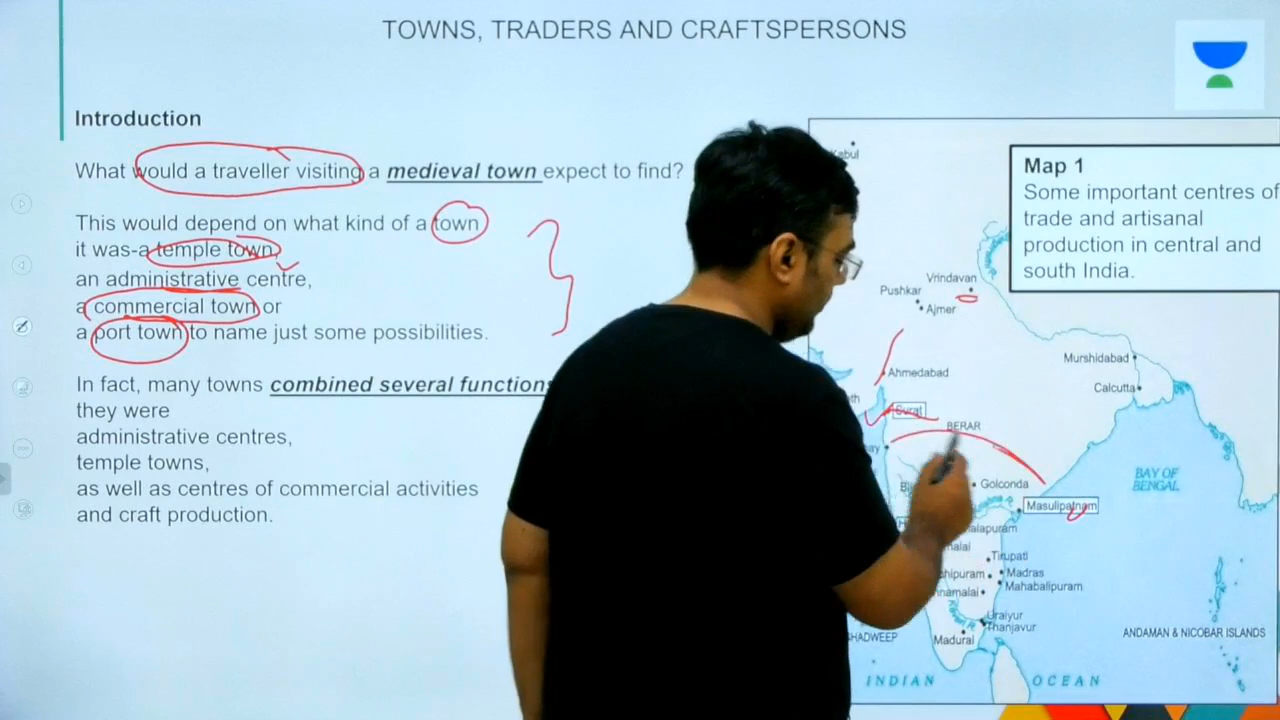 TOWNS, TRADERS AND CRAFTSPERSONS
Introduction
What would a traveller visiting a medieval town expect to find?
This would depend on what kind of a town
it was-a temple town,
an administrative centre,
a commercial town or
a port town to name just some possibilities.
In fact, many towns combined several functions
they were
administrative centres,
temple towns,
as well as centres of commercial activities
and craft production.
Map 1
Some important centres of
trade and artisanal
production in central and
south India.
Vrindavan
Pushkar
Ajmer
Murshidabad
Ahmedabad
Calcutta
Surat
BERAR
BAY OF
BENGAL
Golconda
Masulipatnam
Tirupati
Madras
Mahabalipuram
Uraiyur
Thanjavur
Madurai
ANDAMAN & NICOBAR ISLANDS
INDIAN OCEAN